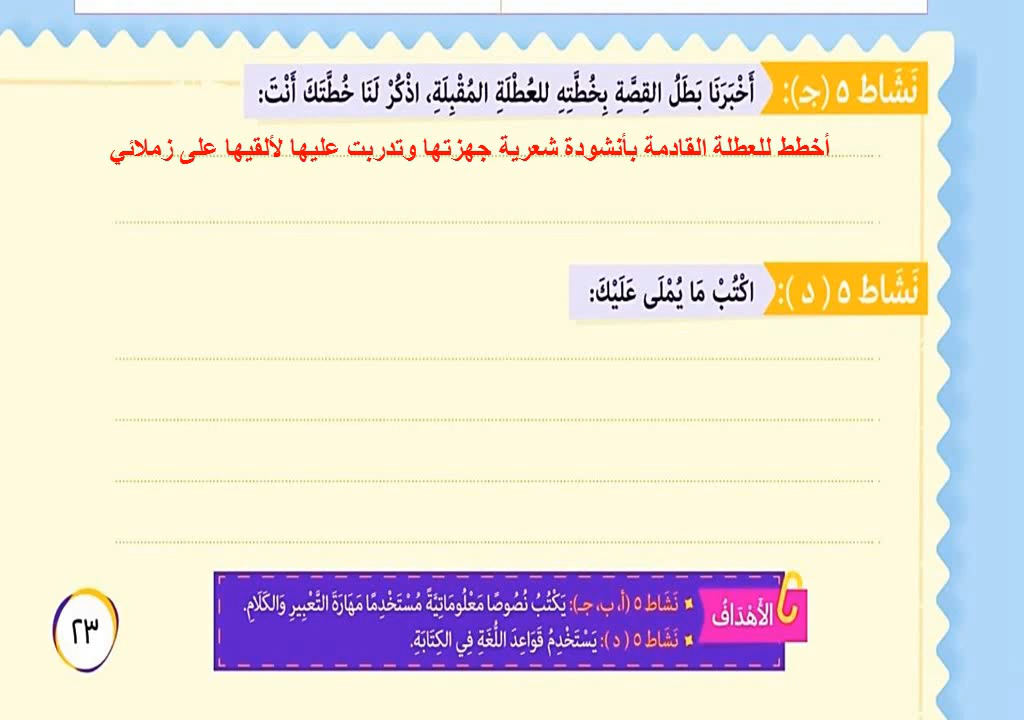 نَشَاط ٥ (جـ): أَخْبَرَنَا بَطَلُ القِصَّةِ بِخُطَّتِهِ للعُطْلَةِ المُقْبِلَةِ، اذْكُرْ لَنَا خُطَّتَكَ أَنْتَ:
أخطط للعطلة القادمة بأنشودة شعرية جهزتها وتدربت عليها لألقيها على زملائي
نَشَاط ٥ ( د ): اكْتُبْ مَا يُمْلَى عَلَيْكَ:
الأَهْدَافُ
نَشَاط ٥ (أ، ب، جـ): يَكْتُبُ نُصُوصًا مَعْلُومَاتِيَّةً مُسْتَخْدِمًا مَهَارَةَ التَّعْبِيرِ وَالكَلَامِ.
نَشَاط ٥ ( د ): يَسْتَخْدِمُ قَوَاعِدَ اللُّغَةِ فِي الكِتَابَةِ.
٢٣